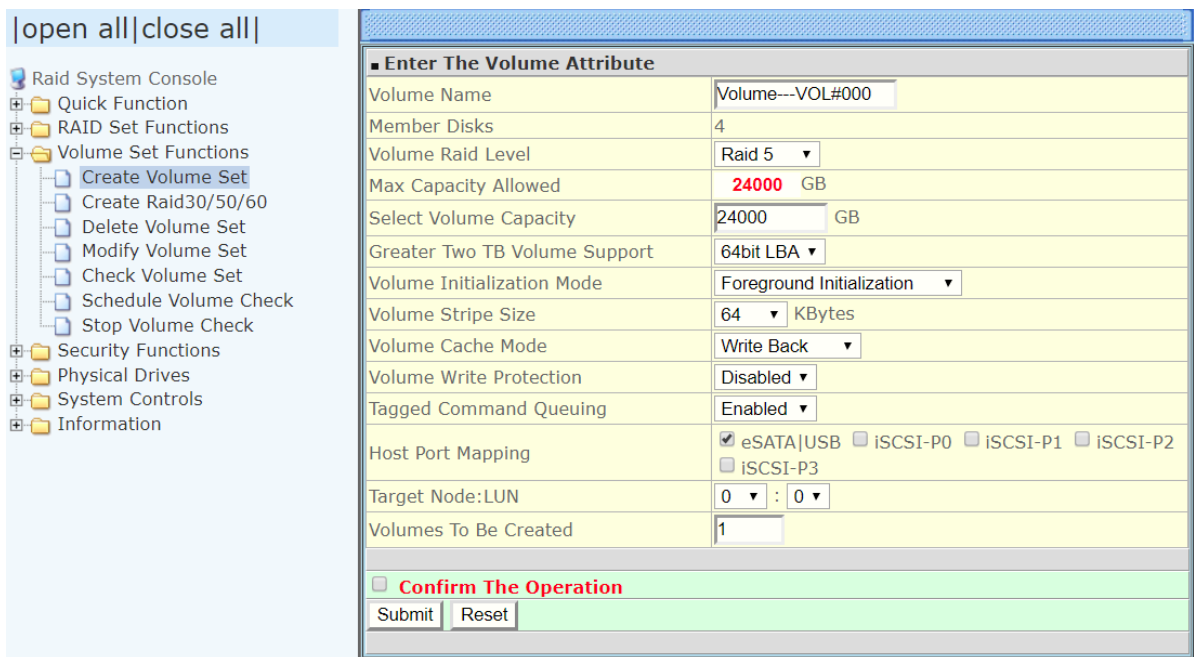 |open all|close all|
Raid System Console
Quick Function
RAID Set Functions
Volume Set Functions
Create Volume Set
Create Raid30/50/60
Delete Volume Set
Modify Volume Set
Check Volume Set
Schedule Volume Check
Stop Volume Check
Security Functions
Physical Drives
System Controls
Information
Enter The Volume Attribute
Volume Name Volume---VOL#000
Member Disks 4
Volume Raid Level Raid 5
Max Capacity Allowed 24000 GB
Select Volume Capacity 24000 GB
Greater Two TB Volume Support 64bit LBA
Volume Initialization Mode Foreground Initialization
Volume Stripe Size 64 KBytes
Volume Cache Mode Write Back
Volume Write Protection Disabled
Tagged Command Queuing Enabled
Host Port Mapping eSATA|USB iSCSI-P0 iSCSI-P1 iSCSI-P2
iSCSI-P3
Target Node:LUN 0 : 0
Volumes To Be Created 1
Confirm The Operation
Submit Reset